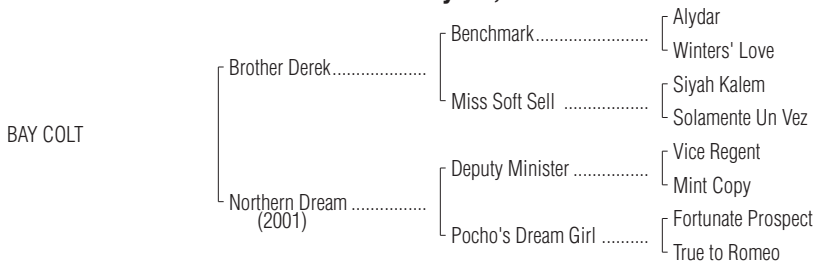 Alydar
Benchmark......................
Winters' Love
Brother Derek....................
Siyah Kalem
Miss Soft Sell .................
Solamente Un Vez
BAY COLT
Vice Regent
Deputy Minister ...............
Mint Copy
Northern Dream ................
(2001)
Fortunate Prospect
Pocho's Dream Girl ..........
True to Romeo